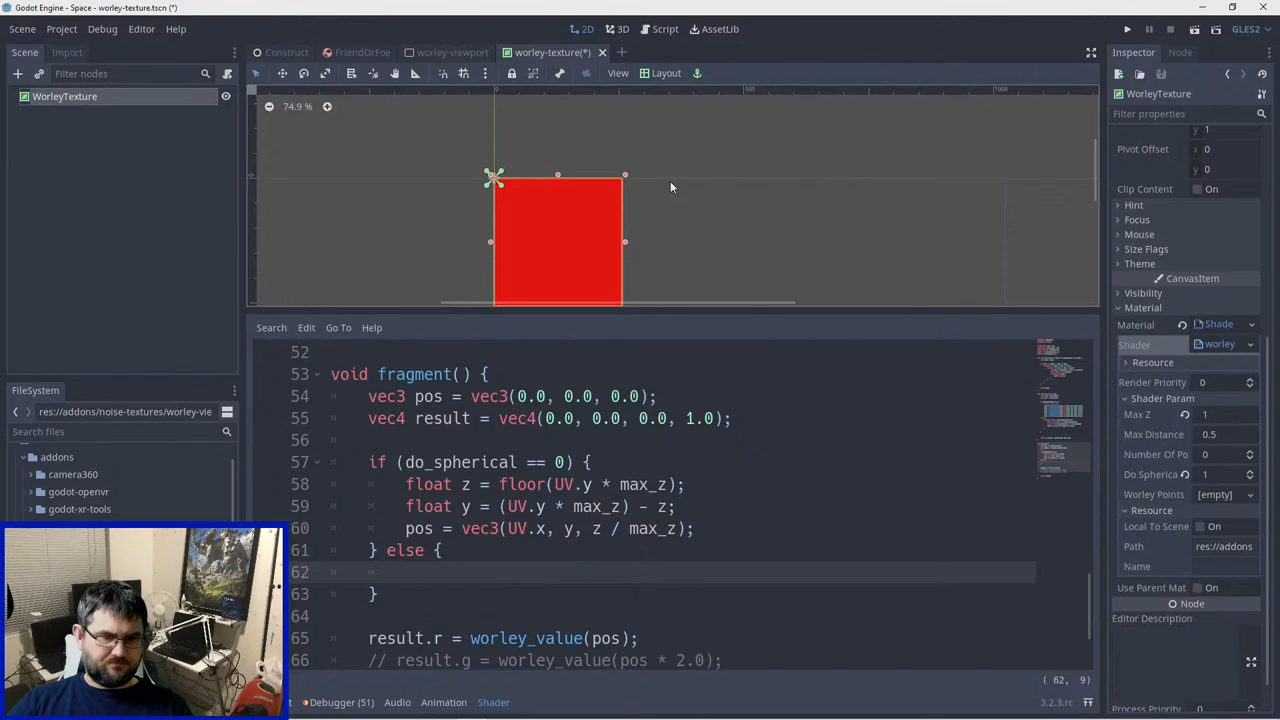 Godot Engine - Space - worley-texture.tscn (*)
Scene Project Debug Editor Help
2D 3D Script AssetLib
GLES2
Scene Import
Construct FriendOrFoe worley-viewport worley-texture(*)
Inspector Node
Filter nodes
View Layout
WorleyTexture
WorleyTexture
74.9 %
0 500 1000
Filter properties
y 1
Pivot Offset x 0
y 0
Clip Content On
Hint
Focus
Mouse
Size Flags
Theme
CanvasItem
Visibility
Material
Material Shade
Shader worley
Resource
Render Priority 0
Shader Param
Max Z 1
Max Distance 0.5
Number Of Po 0
Do Spherica 1
Worley Points [empty]
Resource
Local To Scene On
Path res://addons
Name
Use Parent Mat On
Node
Editor Description
Process Priority 0
FileSystem
res://addons/noise-textures/worley-vie
Search files
addons
camera360
godot-openvr
godot-xr-tools
Search Edit Go To Help
52
53 void fragment() {
54 vec3 pos = vec3(0.0, 0.0, 0.0);
55 vec4 result = vec4(0.0, 0.0, 0.0, 1.0);
56
57 if (do_spherical == 0) {
58 float z = floor(UV.y * max_z);
59 float y = (UV.y * max_z) - z;
60 pos = vec3(UV.x, y, z / max_z);
61 } else {
62
63 }
64
65 result.r = worley_value(pos);
66 // result.g = worley_value(pos * 2.0);
( 62, 9)
Debugger (51) Audio Animation Shader
3.2.3.rc